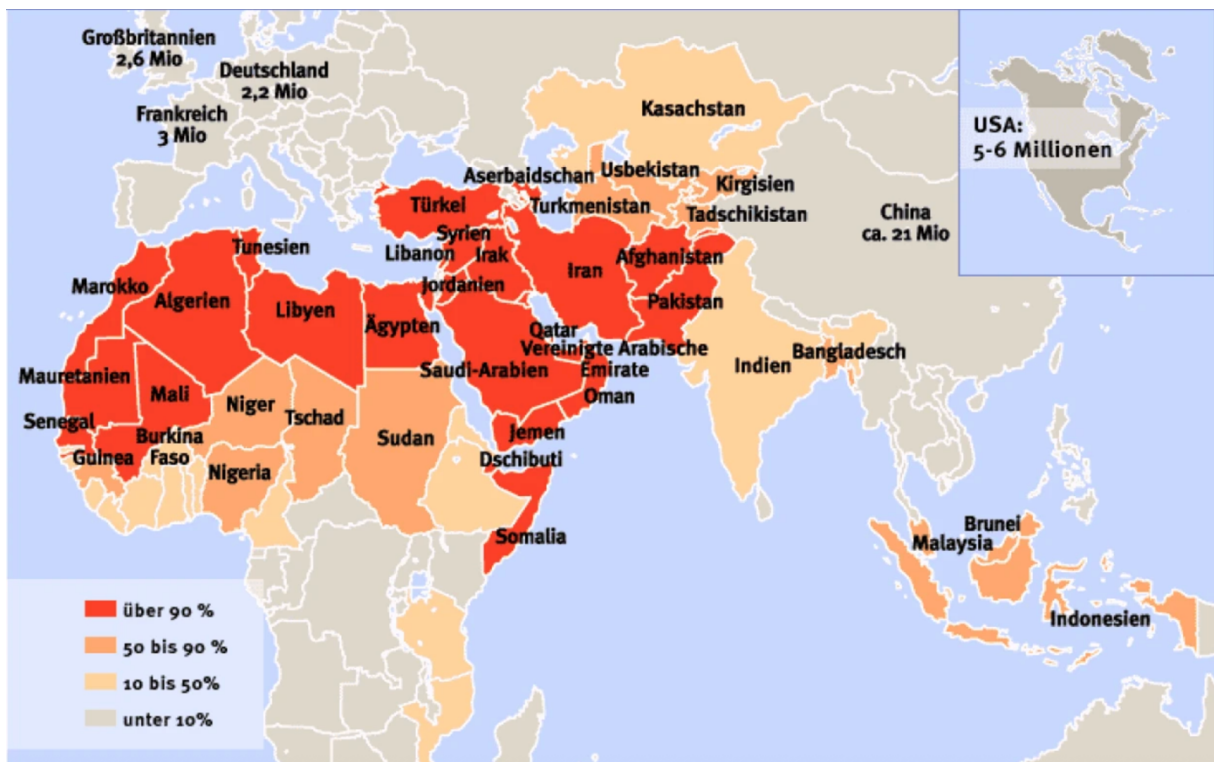 Großbritannien
2,6 Mio
Deutschland
2,2 Mio
Frankreich
3 Mio
Kasachstan
USA:
5-6 Millionen
Aserbaidschan
Usbekistan
Kirgisien
Türkei
Turkmenistan
Tadschikistan
China
ca. 21 Mio
Tunesien
Syrien
Libanon
Irak
Afghanistan
Iran
Marokko
Algerien
Jordanien
Libyen
Pakistan
Ägypten
Qatar
Vereinigte Arabische
Emirate
Bangladesch
Indien
Mauretanien
Mali
Saudi-Arabien
Oman
Niger
Tschad
Senegal
Burkina
Faso
Sudan
Jemen
Guinea
Nigeria
Dschibuti
Somalia
Brunei
Malaysia
Indonesien
über 90 %
50 bis 90 %
10 bis 50%
unter 10%